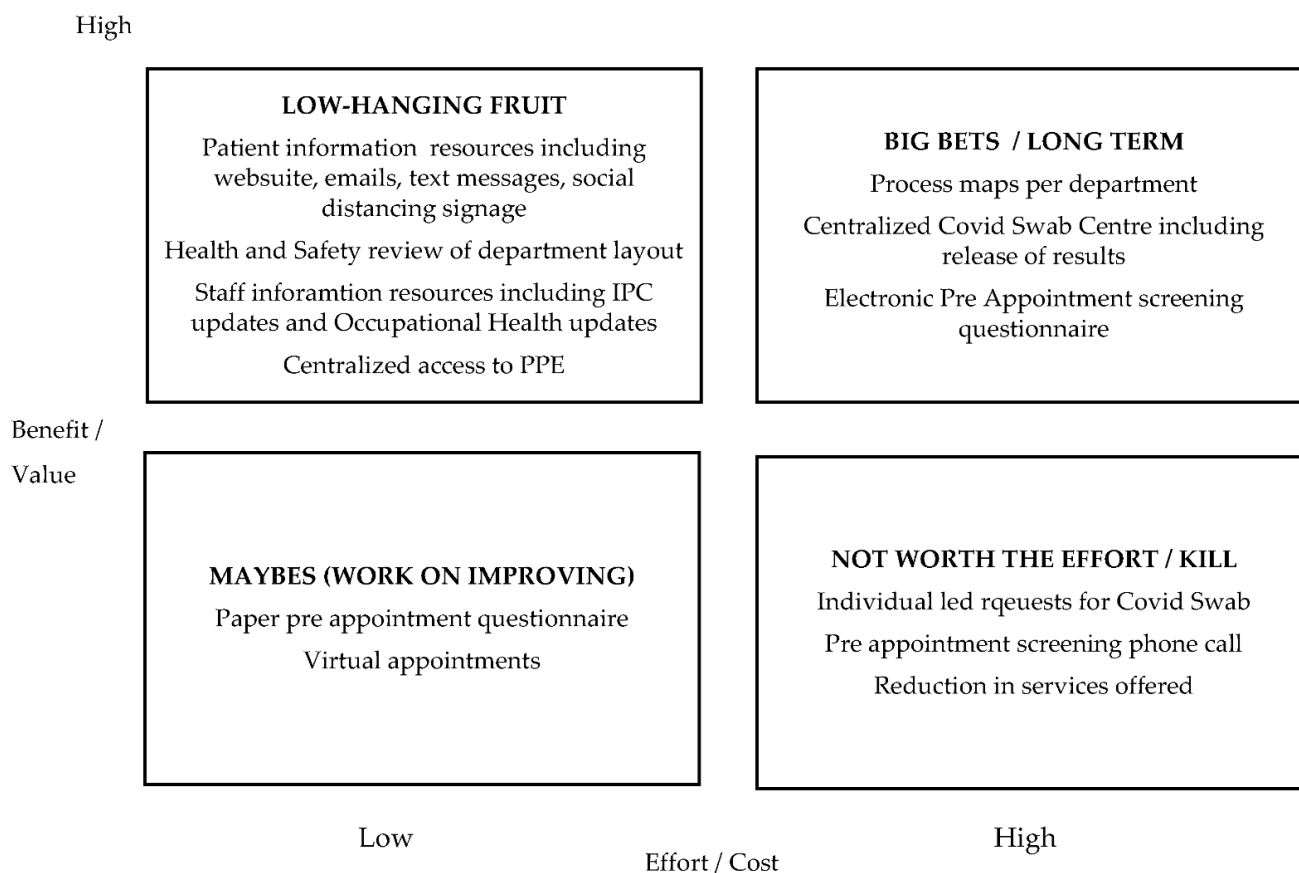 High
LOW-HANGING FRUIT
Patient information resources including
websuite, emails, text messages, social
distancing signage
Health and Safety review of department layout
Staff inforamtion resources including IPC
updates and Occupational Health updates
Centralized access to PPE
BIG BETS / LONG TERM
Process maps per department
Centralized Covid Swab Centre including
release of results
Electronic Pre Appointment screening
questionnaire
Benefit /
Value
MAYBES (WORK ON IMPROVING)
Paper pre appointment questionnaire
Virtual appointments
NOT WORTH THE EFFORT / KILL
Individual led rqeuests for Covid Swab
Pre appointment screening phone call
Reduction in services offered
Low
High
Effort / Cost